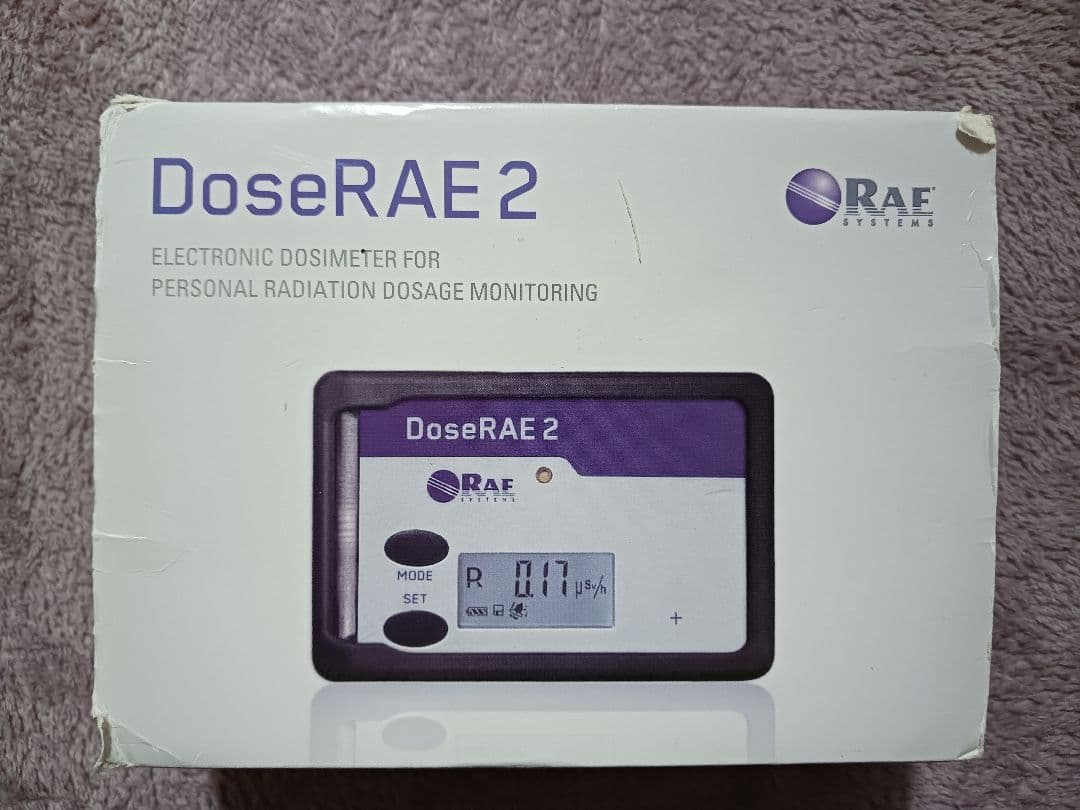 DoseRAE 2
RAE
SYSTEMS
ELECTRONIC DOSIMETER FOR
PERSONAL RADIATION DOSAGE MONITORING
DoseRAE 2
RAE
SYSTEMS
MODE
SET
R 0.17 µSv/h
+